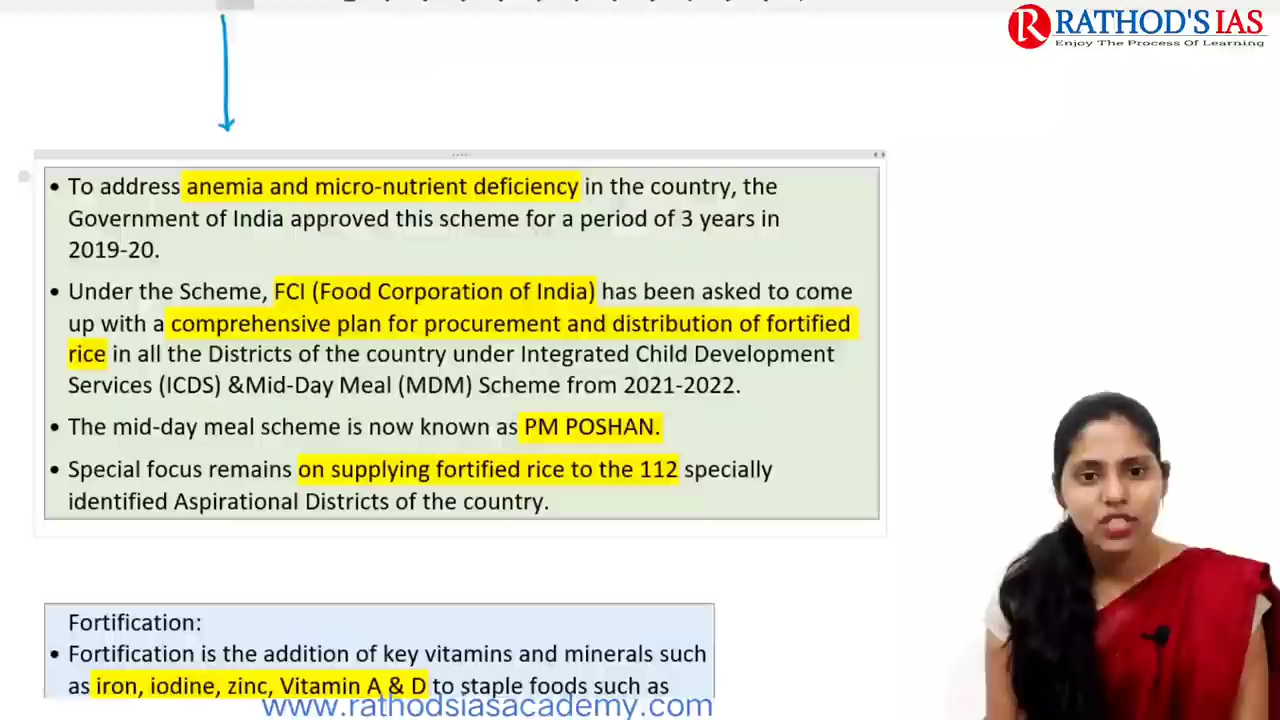 RATHOD'S IAS
Enjoy The Process Of Learning
• To address anemia and micro-nutrient deficiency in the country, the
Government of India approved this scheme for a period of 3 years in
2019-20.
• Under the Scheme, FCI (Food Corporation of India) has been asked to come
up with a comprehensive plan for procurement and distribution of fortified
rice in all the Districts of the country under Integrated Child Development
Services (ICDS) &Mid-Day Meal (MDM) Scheme from 2021-2022.
• The mid-day meal scheme is now known as PM POSHAN.
• Special focus remains on supplying fortified rice to the 112 specially
identified Aspirational Districts of the country.
Fortification:
• Fortification is the addition of key vitamins and minerals such
as iron, iodine, zinc, Vitamin A & D to staple foods such as
www.rathodsiasacademy.com